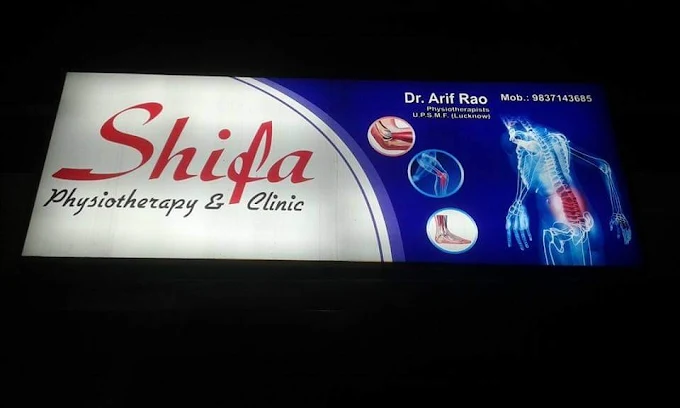 Shifa
Physiotherapy & Clinic
Dr. Arif Rao
Mob.: 9837143685
Physiotherapists
U.P.S.M.F. (Lucknow)